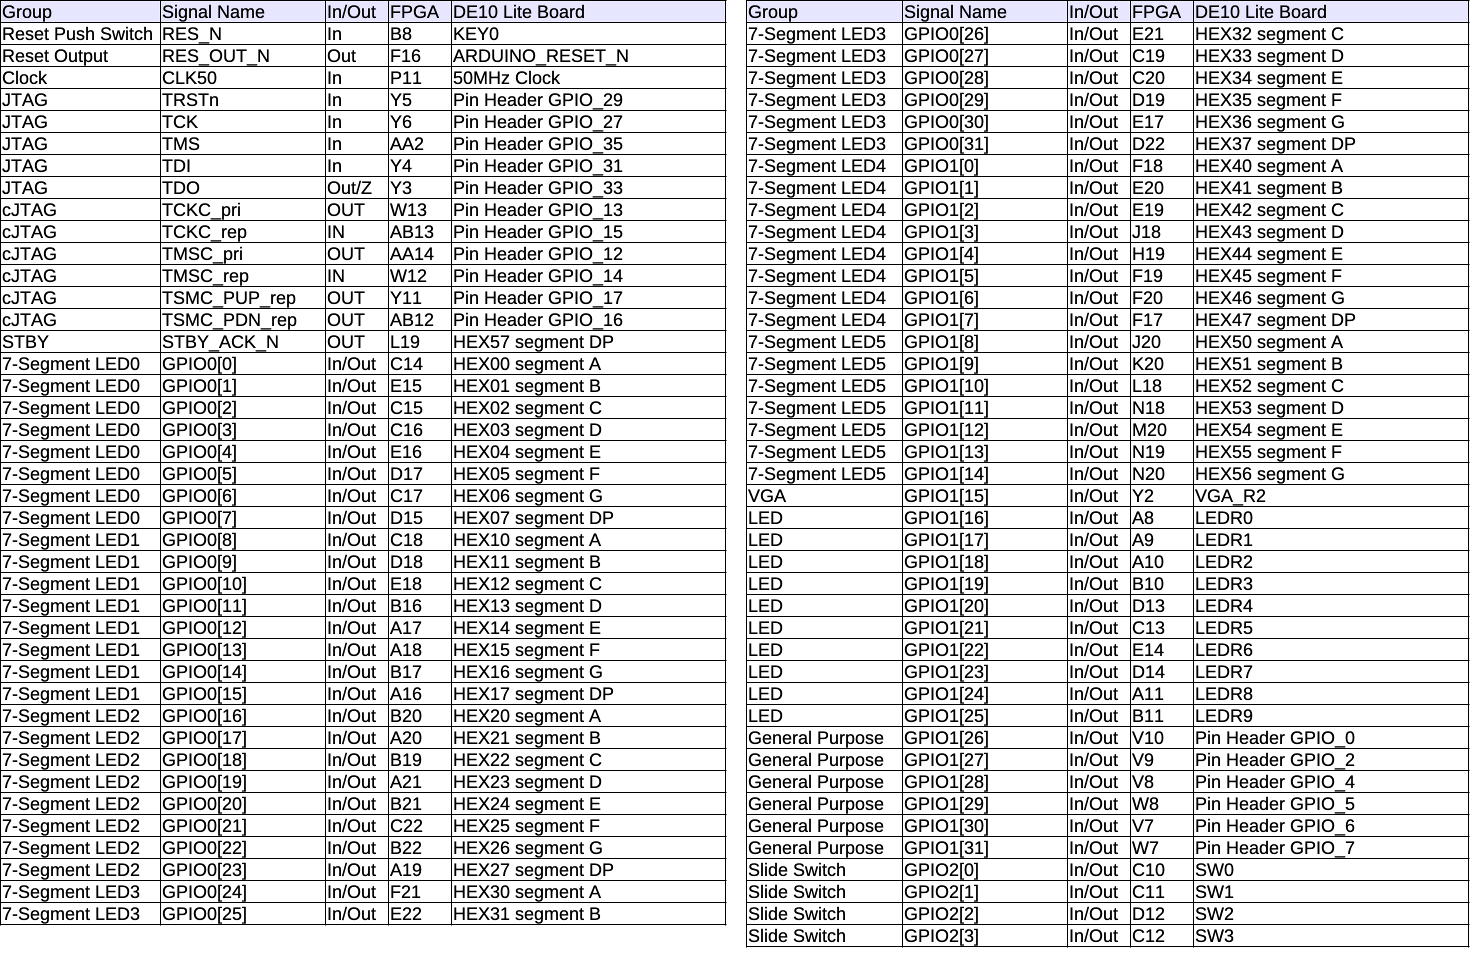 Group Signal Name In/Out FPGA DE10 Lite Board
Reset Push Switch RES_N In B8 KEY0
Reset Output RES_OUT_N Out F16 ARDUINO_RESET_N
Clock CLK50 In P11 50MHz Clock
JTAG TRSTn In Y5 Pin Header GPIO_29
JTAG TCK In Y6 Pin Header GPIO_27
JTAG TMS In AA2 Pin Header GPIO_35
JTAG TDI In Y4 Pin Header GPIO_31
JTAG TDO Out/Z Y3 Pin Header GPIO_33
cJTAG TCKC_pri OUT W13 Pin Header GPIO_13
cJTAG TCKC_rep IN AB13 Pin Header GPIO_15
cJTAG TMSC_pri OUT AA14 Pin Header GPIO_12
cJTAG TMSC_rep IN W12 Pin Header GPIO_14
cJTAG TSMC_PUP_rep OUT Y11 Pin Header GPIO_17
cJTAG TSMC_PDN_rep OUT AB12 Pin Header GPIO_16
STBY STBY_ACK_N OUT L19 HEX57 segment DP
7-Segment LED0 GPIO0[0] In/Out C14 HEX00 segment A
7-Segment LED0 GPIO0[1] In/Out E15 HEX01 segment B
7-Segment LED0 GPIO0[2] In/Out C15 HEX02 segment C
7-Segment LED0 GPIO0[3] In/Out C16 HEX03 segment D
7-Segment LED0 GPIO0[4] In/Out E16 HEX04 segment E
7-Segment LED0 GPIO0[5] In/Out D17 HEX05 segment F
7-Segment LED0 GPIO0[6] In/Out C17 HEX06 segment G
7-Segment LED0 GPIO0[7] In/Out D15 HEX07 segment DP
7-Segment LED1 GPIO0[8] In/Out C18 HEX10 segment A
7-Segment LED1 GPIO0[9] In/Out D18 HEX11 segment B
7-Segment LED1 GPIO0[10] In/Out E18 HEX12 segment C
7-Segment LED1 GPIO0[11] In/Out B16 HEX13 segment D
7-Segment LED1 GPIO0[12] In/Out A17 HEX14 segment E
7-Segment LED1 GPIO0[13] In/Out A18 HEX15 segment F
7-Segment LED1 GPIO0[14] In/Out B17 HEX16 segment G
7-Segment LED1 GPIO0[15] In/Out A16 HEX17 segment DP
7-Segment LED2 GPIO0[16] In/Out B20 HEX20 segment A
7-Segment LED2 GPIO0[17] In/Out A20 HEX21 segment B
7-Segment LED2 GPIO0[18] In/Out B19 HEX22 segment C
7-Segment LED2 GPIO0[19] In/Out A21 HEX23 segment D
7-Segment LED2 GPIO0[20] In/Out B21 HEX24 segment E
7-Segment LED2 GPIO0[21] In/Out C22 HEX25 segment F
7-Segment LED2 GPIO0[22] In/Out B22 HEX26 segment G
7-Segment LED2 GPIO0[23] In/Out A19 HEX27 segment DP
7-Segment LED3 GPIO0[24] In/Out F21 HEX30 segment A
7-Segment LED3 GPIO0[25] In/Out E22 HEX31 segment B
Group Signal Name In/Out FPGA DE10 Lite Board
7-Segment LED3 GPIO0[26] In/Out E21 HEX32 segment C
7-Segment LED3 GPIO0[27] In/Out C19 HEX33 segment D
7-Segment LED3 GPIO0[28] In/Out C20 HEX34 segment E
7-Segment LED3 GPIO0[29] In/Out D19 HEX35 segment F
7-Segment LED3 GPIO0[30] In/Out E17 HEX36 segment G
7-Segment LED3 GPIO0[31] In/Out D22 HEX37 segment DP
7-Segment LED4 GPIO1[0] In/Out F18 HEX40 segment A
7-Segment LED4 GPIO1[1] In/Out E20 HEX41 segment B
7-Segment LED4 GPIO1[2] In/Out E19 HEX42 segment C
7-Segment LED4 GPIO1[3] In/Out J18 HEX43 segment D
7-Segment LED4 GPIO1[4] In/Out H19 HEX44 segment E
7-Segment LED4 GPIO1[5] In/Out F19 HEX45 segment F
7-Segment LED4 GPIO1[6] In/Out F20 HEX46 segment G
7-Segment LED4 GPIO1[7] In/Out F17 HEX47 segment DP
7-Segment LED5 GPIO1[8] In/Out J20 HEX50 segment A
7-Segment LED5 GPIO1[9] In/Out K20 HEX51 segment B
7-Segment LED5 GPIO1[10] In/Out L18 HEX52 segment C
7-Segment LED5 GPIO1[11] In/Out N18 HEX53 segment D
7-Segment LED5 GPIO1[12] In/Out M20 HEX54 segment E
7-Segment LED5 GPIO1[13] In/Out N19 HEX55 segment F
7-Segment LED5 GPIO1[14] In/Out N20 HEX56 segment G
VGA GPIO1[15] In/Out Y2 VGA_R2
LED GPIO1[16] In/Out A8 LEDR0
LED GPIO1[17] In/Out A9 LEDR1
LED GPIO1[18] In/Out A10 LEDR2
LED GPIO1[19] In/Out B10 LEDR3
LED GPIO1[20] In/Out D13 LEDR4
LED GPIO1[21] In/Out C13 LEDR5
LED GPIO1[22] In/Out E14 LEDR6
LED GPIO1[23] In/Out D14 LEDR7
LED GPIO1[24] In/Out A11 LEDR8
LED GPIO1[25] In/Out B11 LEDR9
General Purpose GPIO1[26] In/Out V10 Pin Header GPIO_0
General Purpose GPIO1[27] In/Out V9 Pin Header GPIO_2
General Purpose GPIO1[28] In/Out V8 Pin Header GPIO_4
General Purpose GPIO1[29] In/Out W8 Pin Header GPIO_5
General Purpose GPIO1[30] In/Out V7 Pin Header GPIO_6
General Purpose GPIO1[31] In/Out W7 Pin Header GPIO_7
Slide Switch GPIO2[0] In/Out C10 SW0
Slide Switch GPIO2[1] In/Out C11 SW1
Slide Switch GPIO2[2] In/Out D12 SW2
Slide Switch GPIO2[3] In/Out C12 SW3